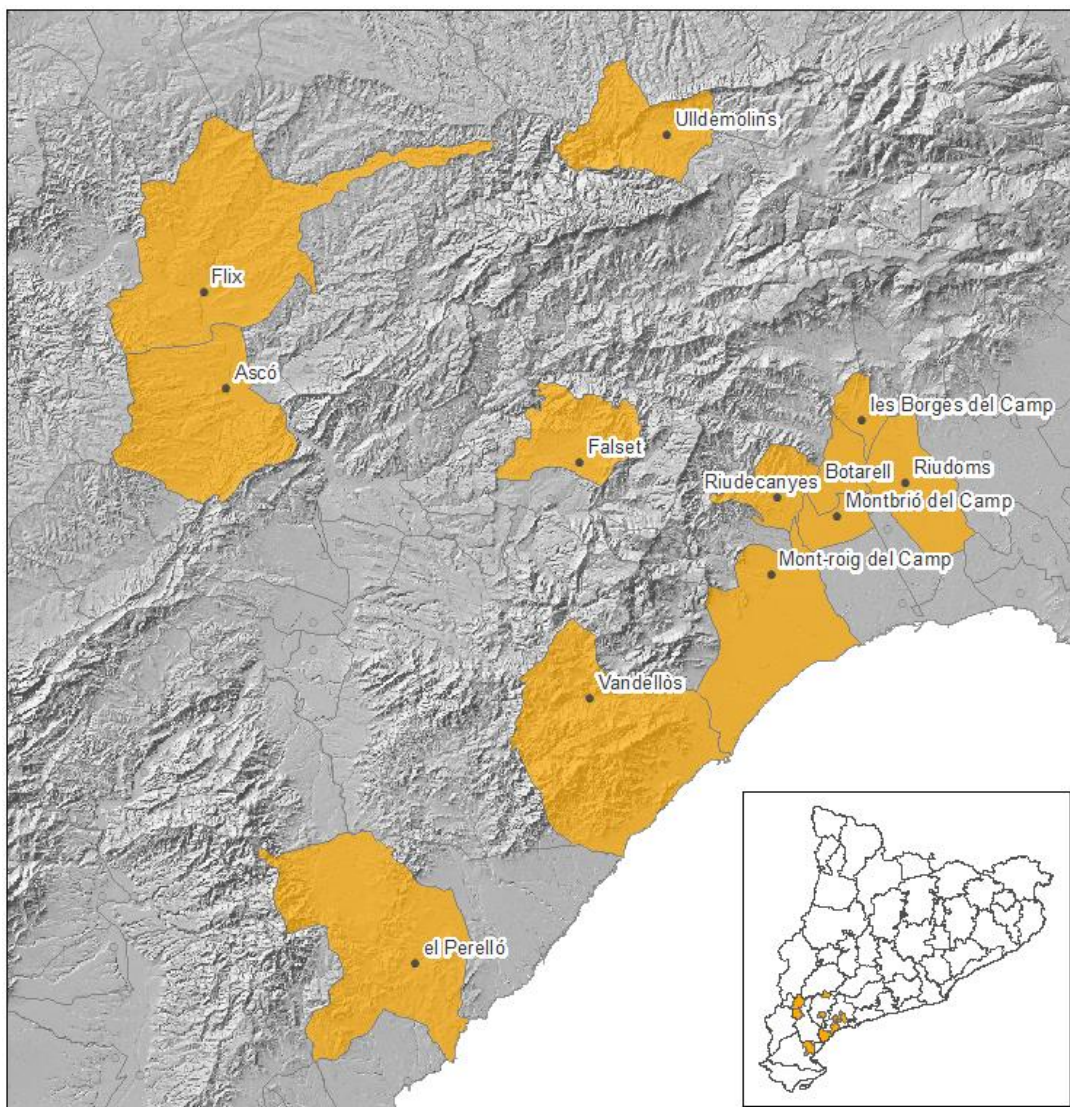 Ulldemolins
Flix
Ascó
les Borges del Camp
Falset
Riudecanyes
Botarell
Riudoms
Montbrió del Camp
Mont-roig del Camp
Vandellòs
el Perelló